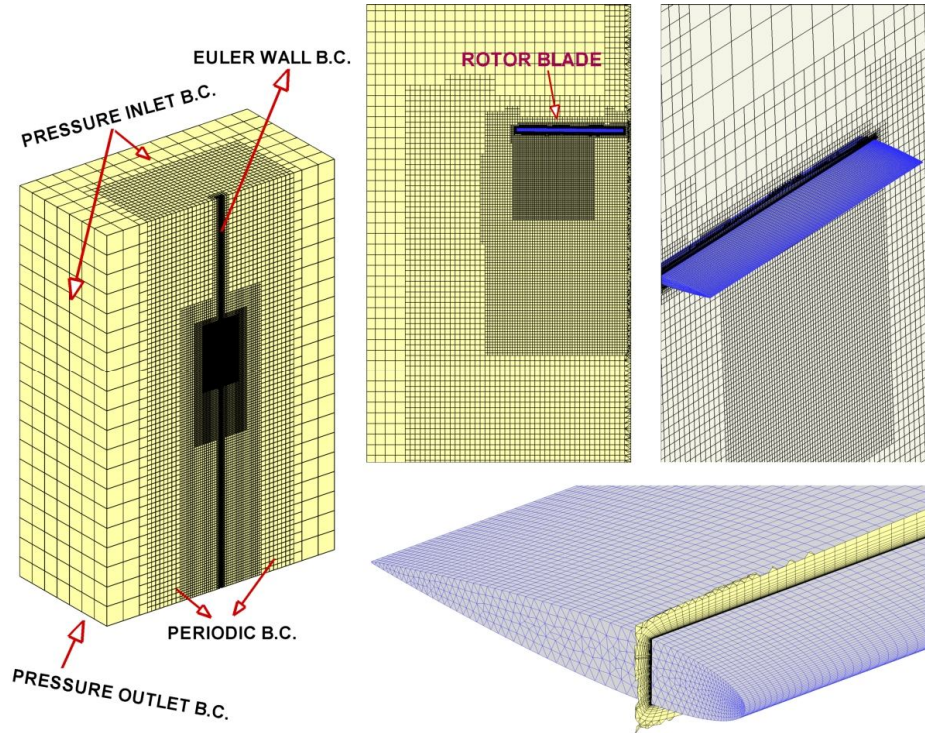 EULER WALL B.C.
PRESSURE INLET B.C.
ROTOR BLADE
PERIODIC B.C.
PRESSURE OUTLET B.C.